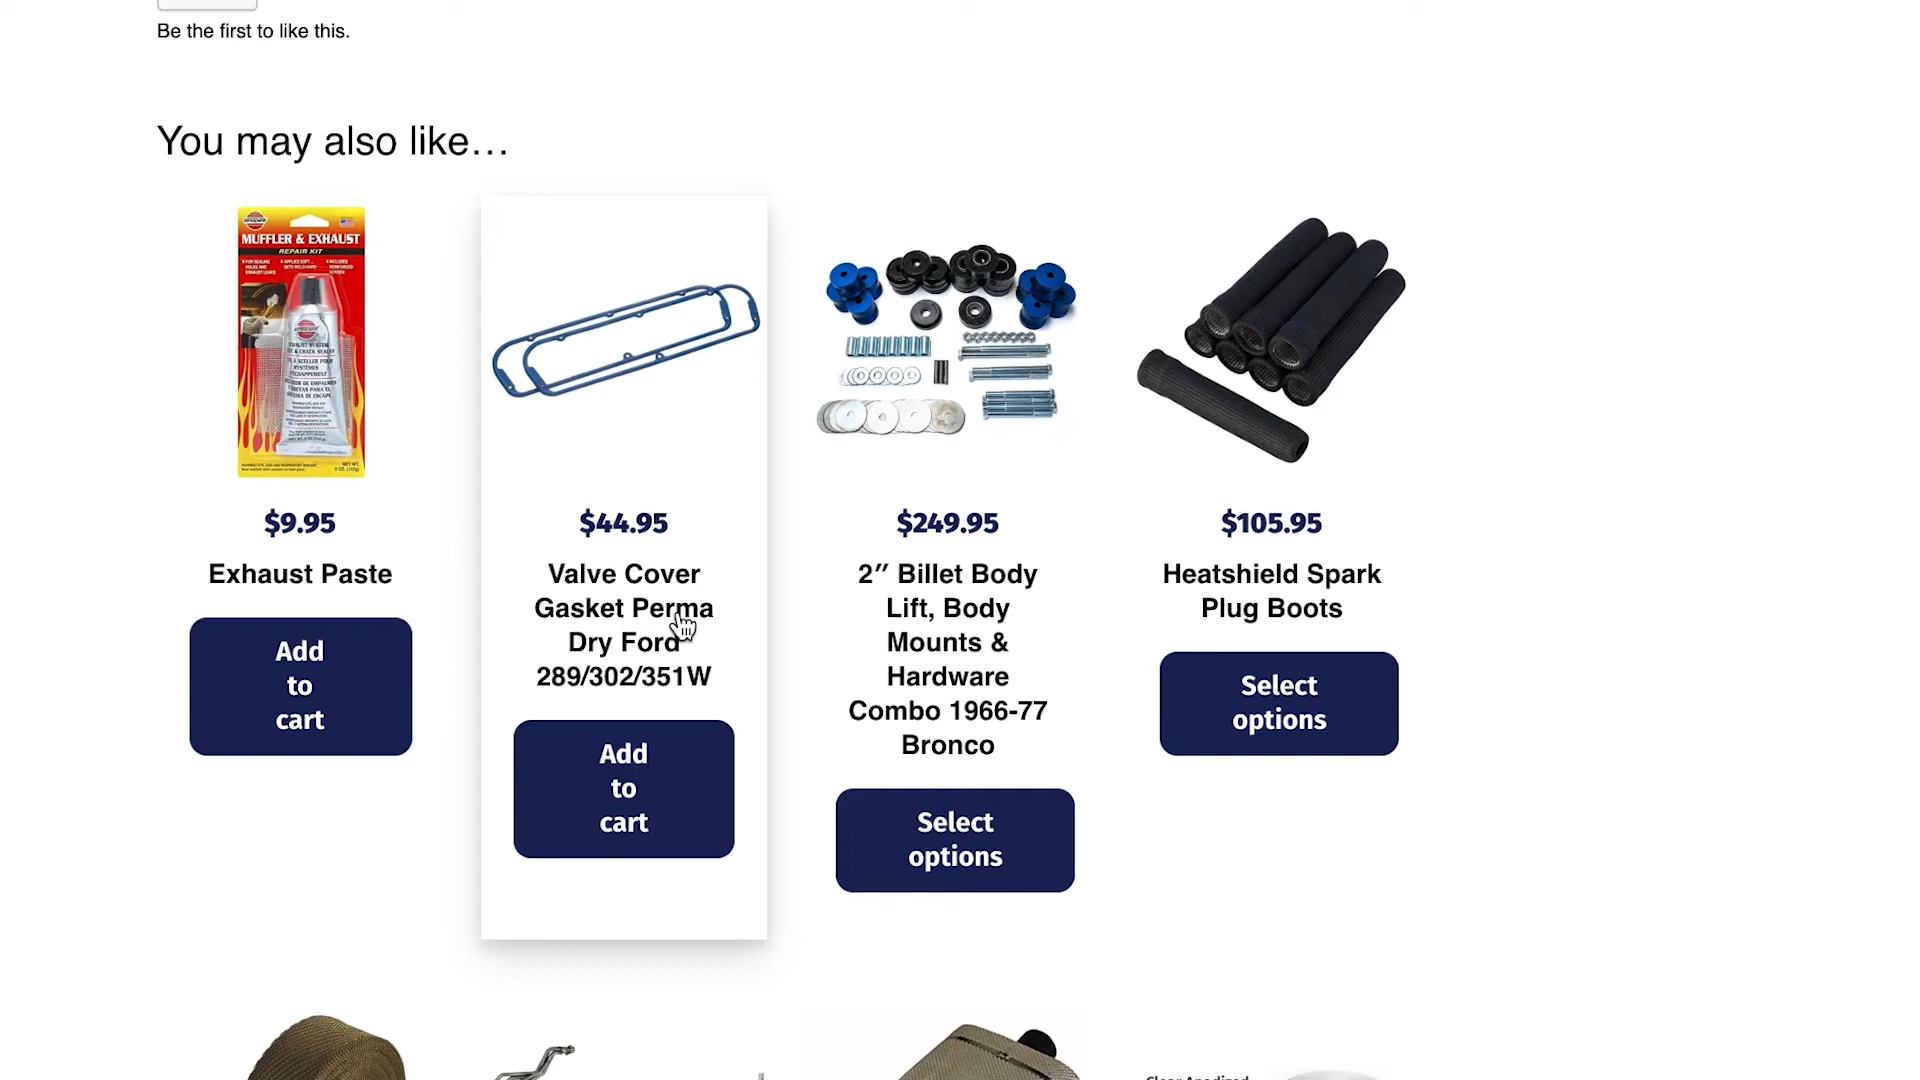 Be the first to like this.
You may also like…
MUFFLER & EXHAUST
REPAIR KIT
$9.95
Exhaust Paste
Add
to
cart
$44.95
Valve Cover
Gasket Perma
Dry Ford
289/302/351W
Add
to
cart
$249.95
2″ Billet Body
Lift, Body
Mounts &
Hardware
Combo 1966-77
Bronco
Select
options
$105.95
Heatshield Spark
Plug Boots
Select
options